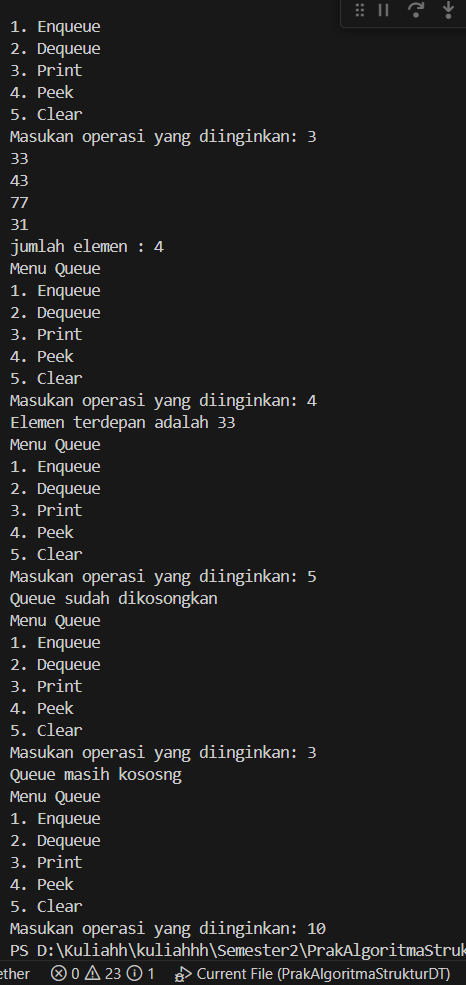 1. Enqueue
2. Dequeue
3. Print
4. Peek
5. Clear
Masukan operasi yang diinginkan: 3
33
43
77
31
jumlah elemen : 4
Menu Queue
1. Enqueue
2. Dequeue
3. Print
4. Peek
5. Clear
Masukan operasi yang diinginkan: 4
Elemen terdepan adalah 33
Menu Queue
1. Enqueue
2. Dequeue
3. Print
4. Peek
5. Clear
Masukan operasi yang diinginkan: 5
Queue sudah dikosongkan
Menu Queue
1. Enqueue
2. Dequeue
3. Print
4. Peek
5. Clear
Masukan operasi yang diinginkan: 3
Queue masih kososng
Menu Queue
1. Enqueue
2. Dequeue
3. Print
4. Peek
5. Clear
Masukan operasi yang diinginkan: 10
PS D:\Kuliahh\kuliahhh\Semester2\PrakAlgoritmaStruk
ether 0 23 1 Current File (PrakAlgoritmaStrukturDT)